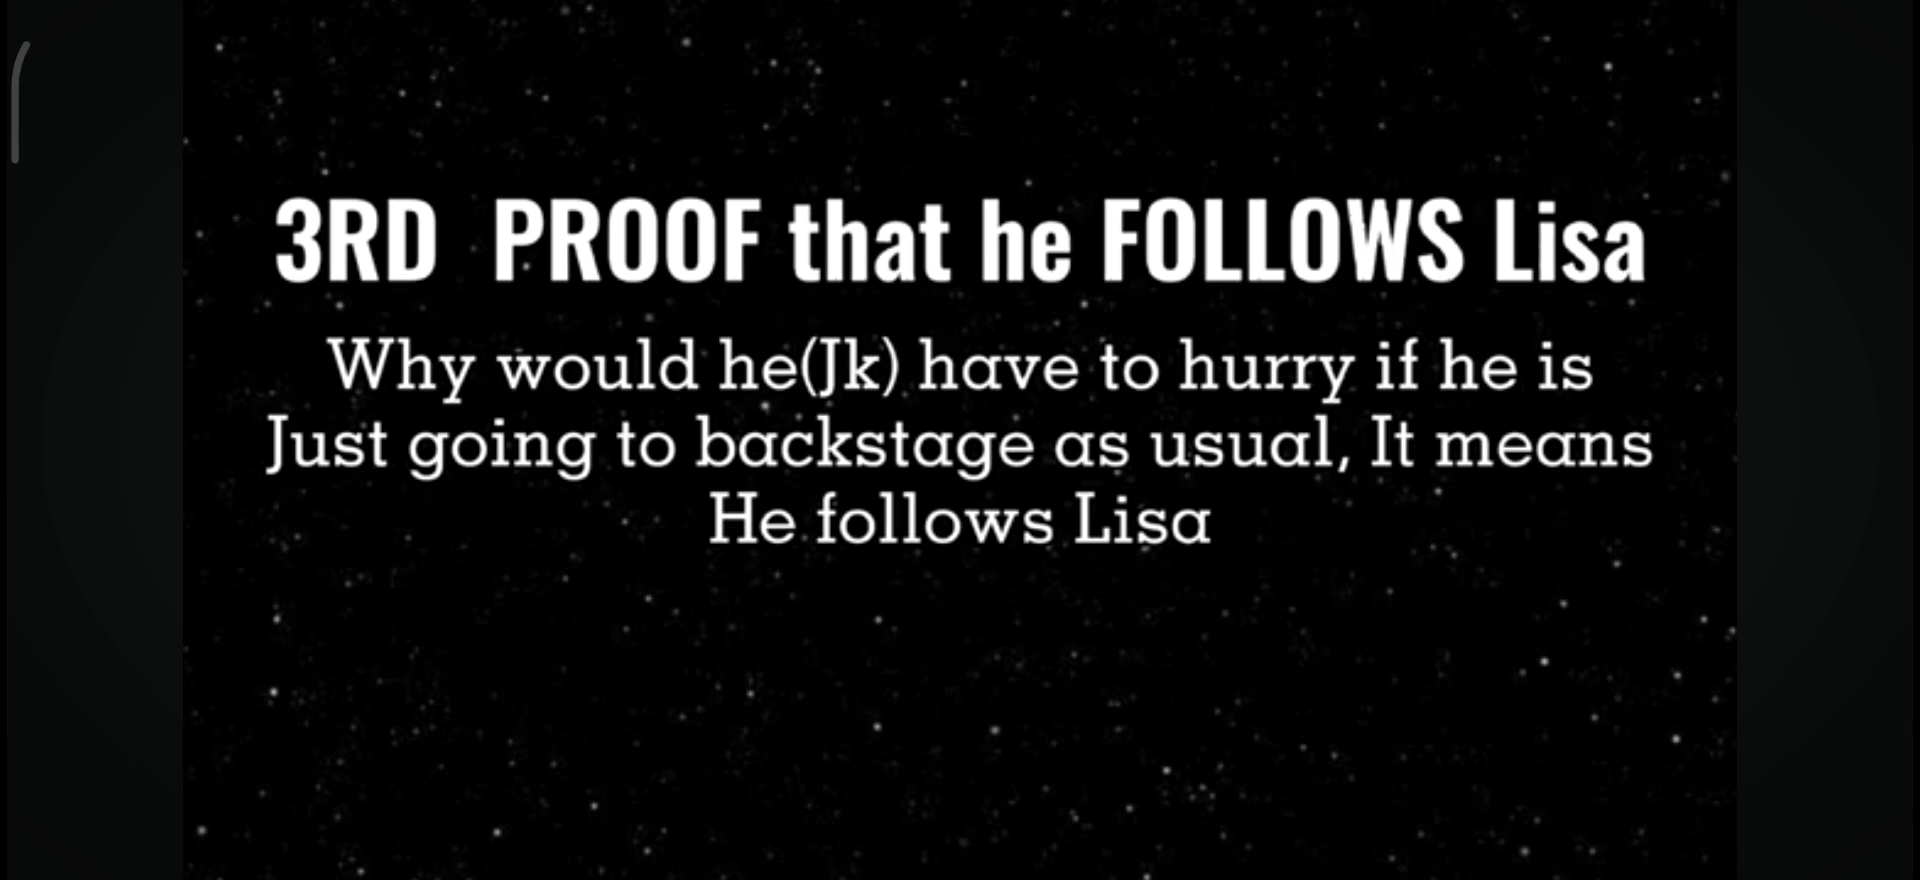 3RD PROOF that he FOLLOWS Lisa
Why would he(Jk) have to hurry if he is
Just going to backstage as usual, It means
He follows Lisa